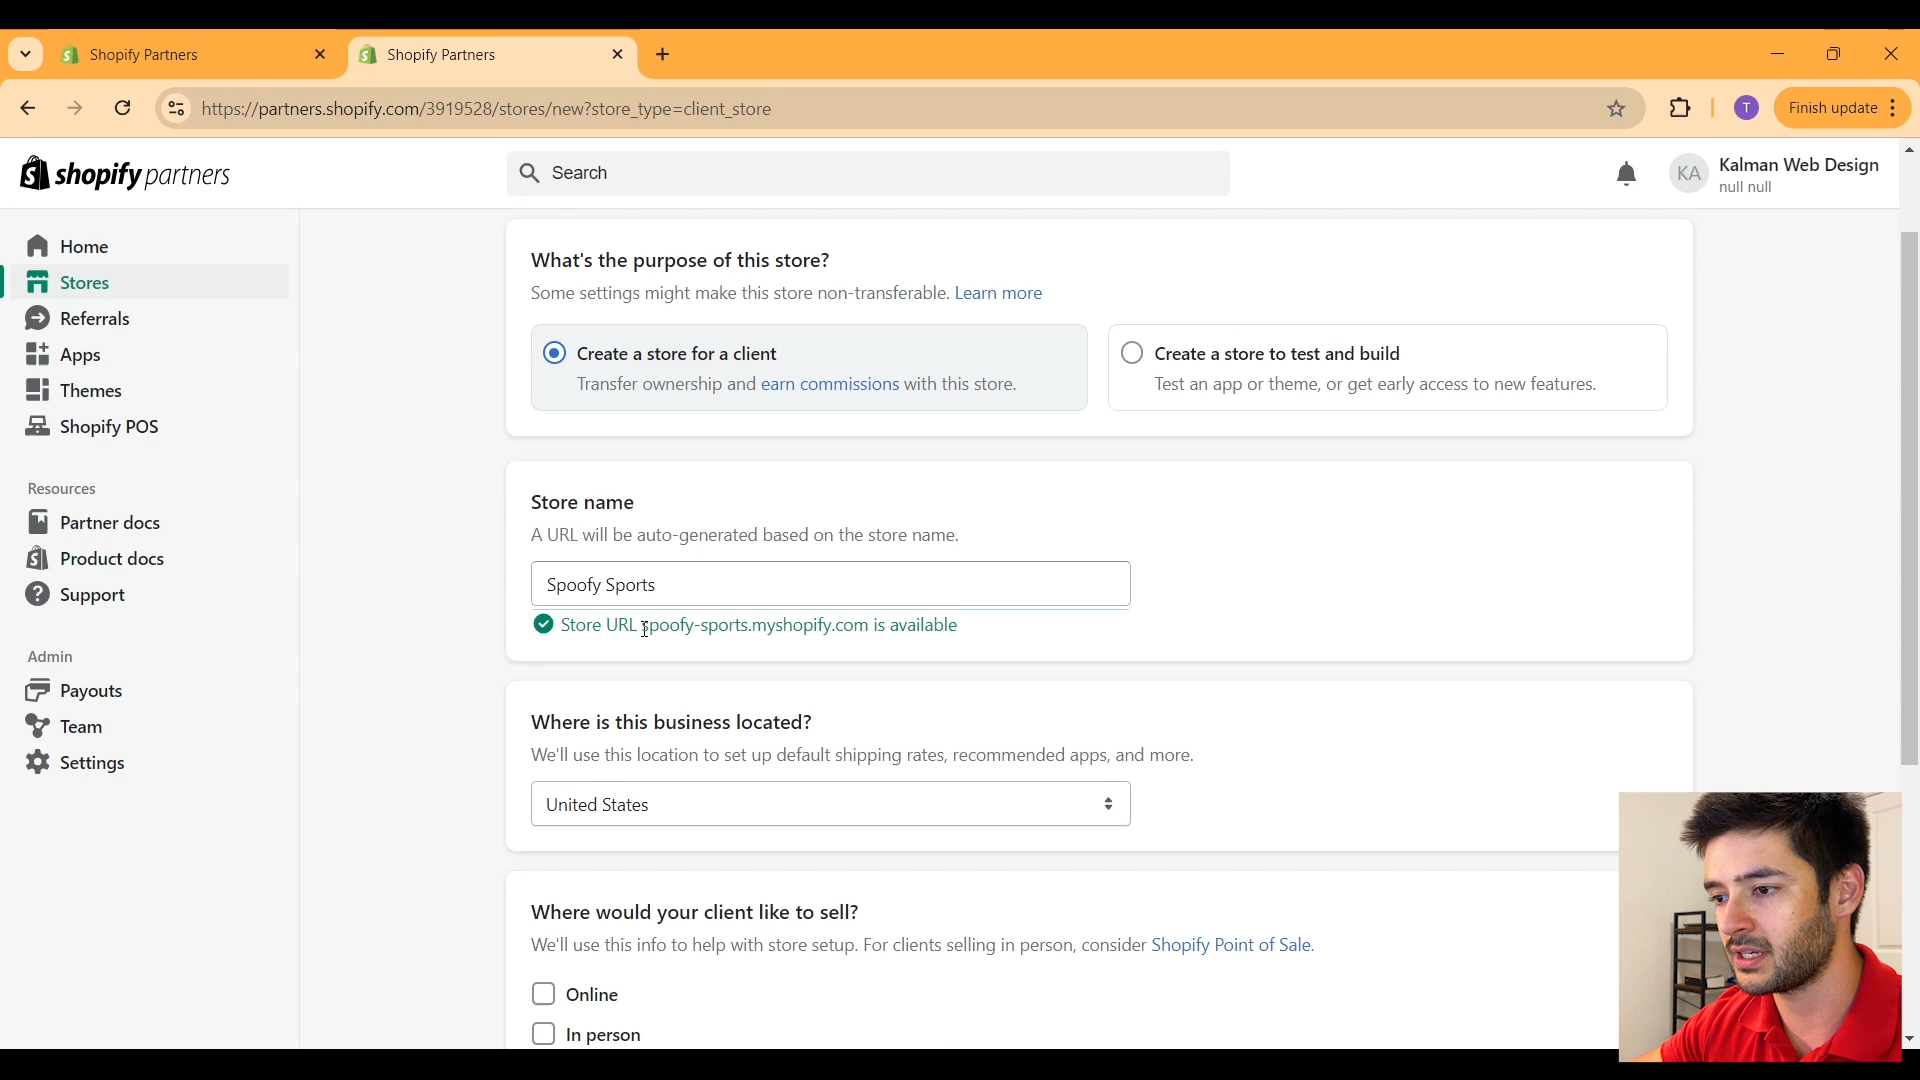 Shopify Partners
Shopify Partners
https://partners.shopify.com/3919528/stores/new?store_type=client_store
T
Finish update
shopify partners
Search
KA
Kalman Web Design
null null
Home
Stores
Referrals
Apps
Themes
Shopify POS
Resources
Partner docs
Product docs
Support
Admin
Payouts
Team
Settings
What's the purpose of this store?
Some settings might make this store non-transferable. Learn more
Create a store for a client
Transfer ownership and earn commissions with this store.
Create a store to test and build
Test an app or theme, or get early access to new features.
Store name
A URL will be auto-generated based on the store name.
Spoofy Sports
Store URL spoofy-sports.myshopify.com is available
Where is this business located?
We'll use this location to set up default shipping rates, recommended apps, and more.
United States
Where would your client like to sell?
We'll use this info to help with store setup. For clients selling in person, consider Shopify Point of Sale.
Online
In person